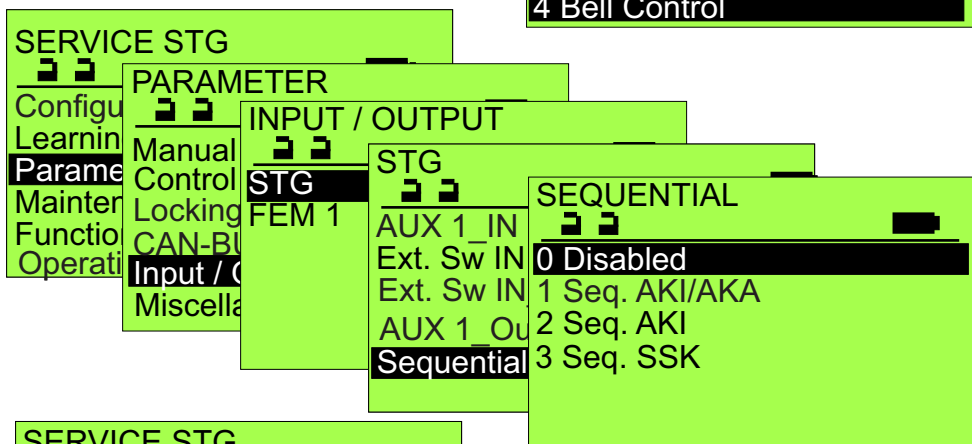 4 Bell Control
SERVICE STG
Configu
Learnin
Parame
Mainten
Functio
Operati
PARAMETER
Manual
Control
Locking
CAN-BU
Input / O
Miscella
INPUT / OUTPUT
STG
FEM 1
STG
AUX 1_IN
Ext. Sw IN
Ext. Sw IN_
AUX 1_Ou
Sequential
SEQUENTIAL
0 Disabled
1 Seq. AKI/AKA
2 Seq. AKI
3 Seq. SSK
SERVICE STG